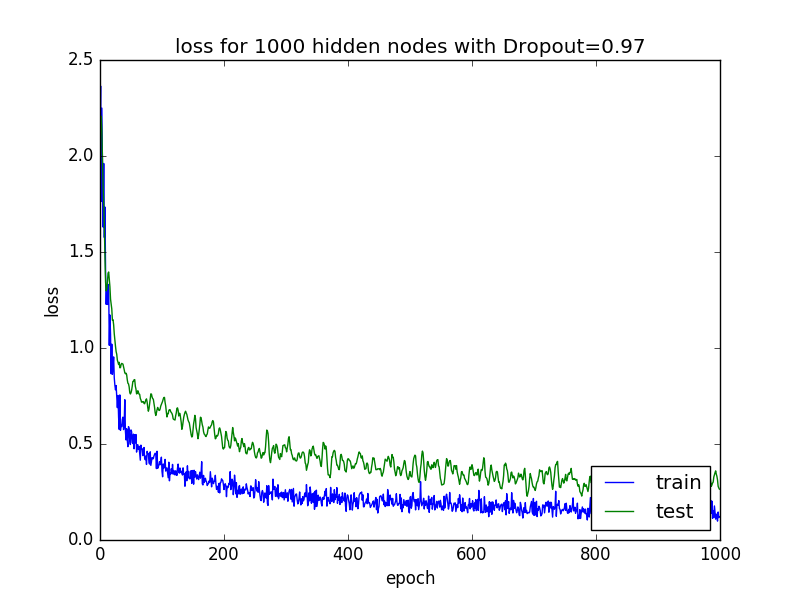 loss for 1000 hidden nodes with Dropout=0.97
2.5
2.0
1.5
1.0
0.5
0.0
loss
train
test
0 200 400 600 800 1000
epoch